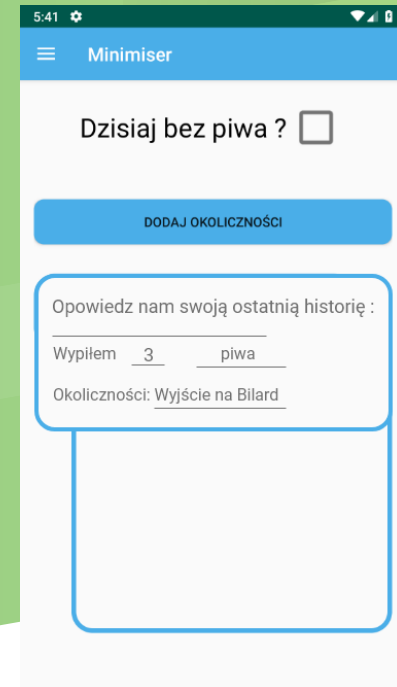 5:41
Minimiser
Dzisiaj bez piwa ?
DODAJ OKOLICZNOŚCI
Opowiedz nam swoją ostatnią historię :
Wypiłem 3 piwa
Okoliczności: Wyjście na Bilard